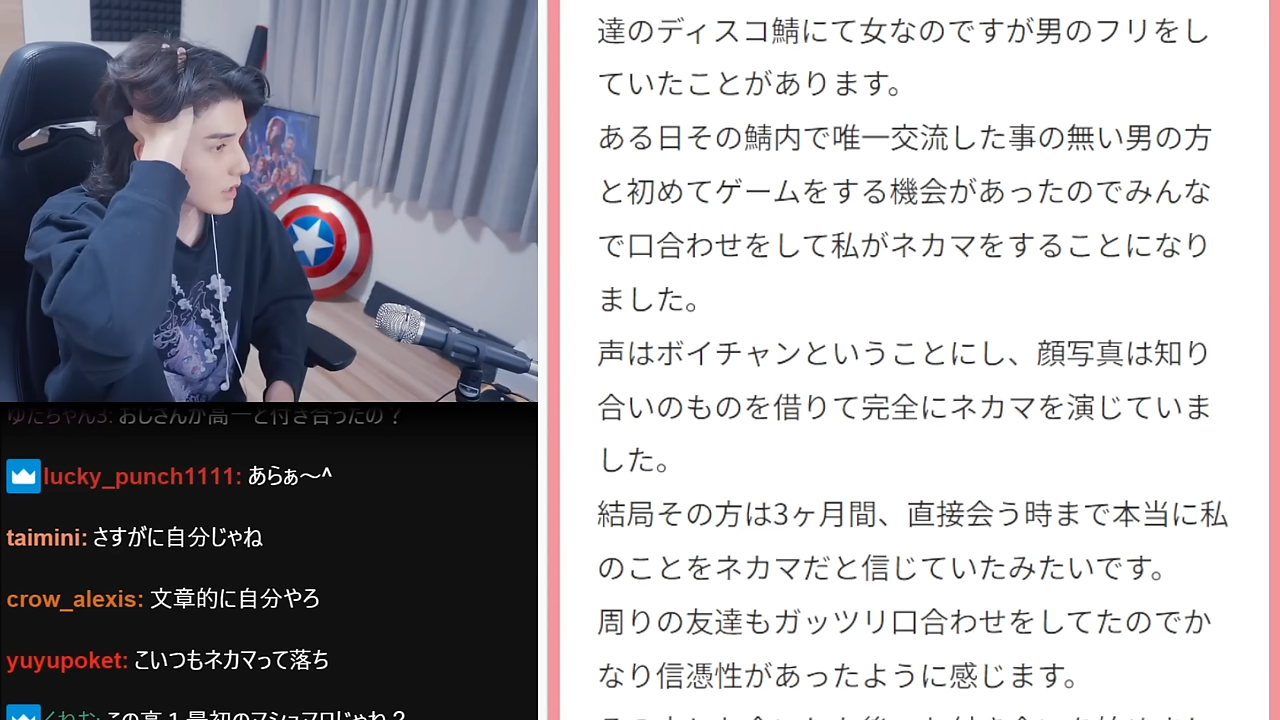 達のディスコ鯖にて女なのですが男のフリをし
ていたことがあります。
ある日その鯖内で唯一交流した事の無い男の方
と初めてゲームをする機会があったのでみんな
で口合わせをして私がネカマをすることになり
ました。
声はボイチャンということにし、顔写真は知り
合いのものを借りて完全にネカマを演じていま
した。
結局その方は3ヶ月間、直接会う時まで本当に私
のことをネカマだと信じていたみたいです。
周りの友達もガッツリ口合わせをしてたのでか
なり信憑性があったように感じます。
ゆたちゃん3: おじさんが高一と付き合ったの？
lucky_punch1111: あらぁ～^
taimini: さすがに自分じゃね
crow_alexis: 文章的に自分やろ
yuyupoket: こいつもネカマって落ち
この高１最初のマシュマロじゃね？